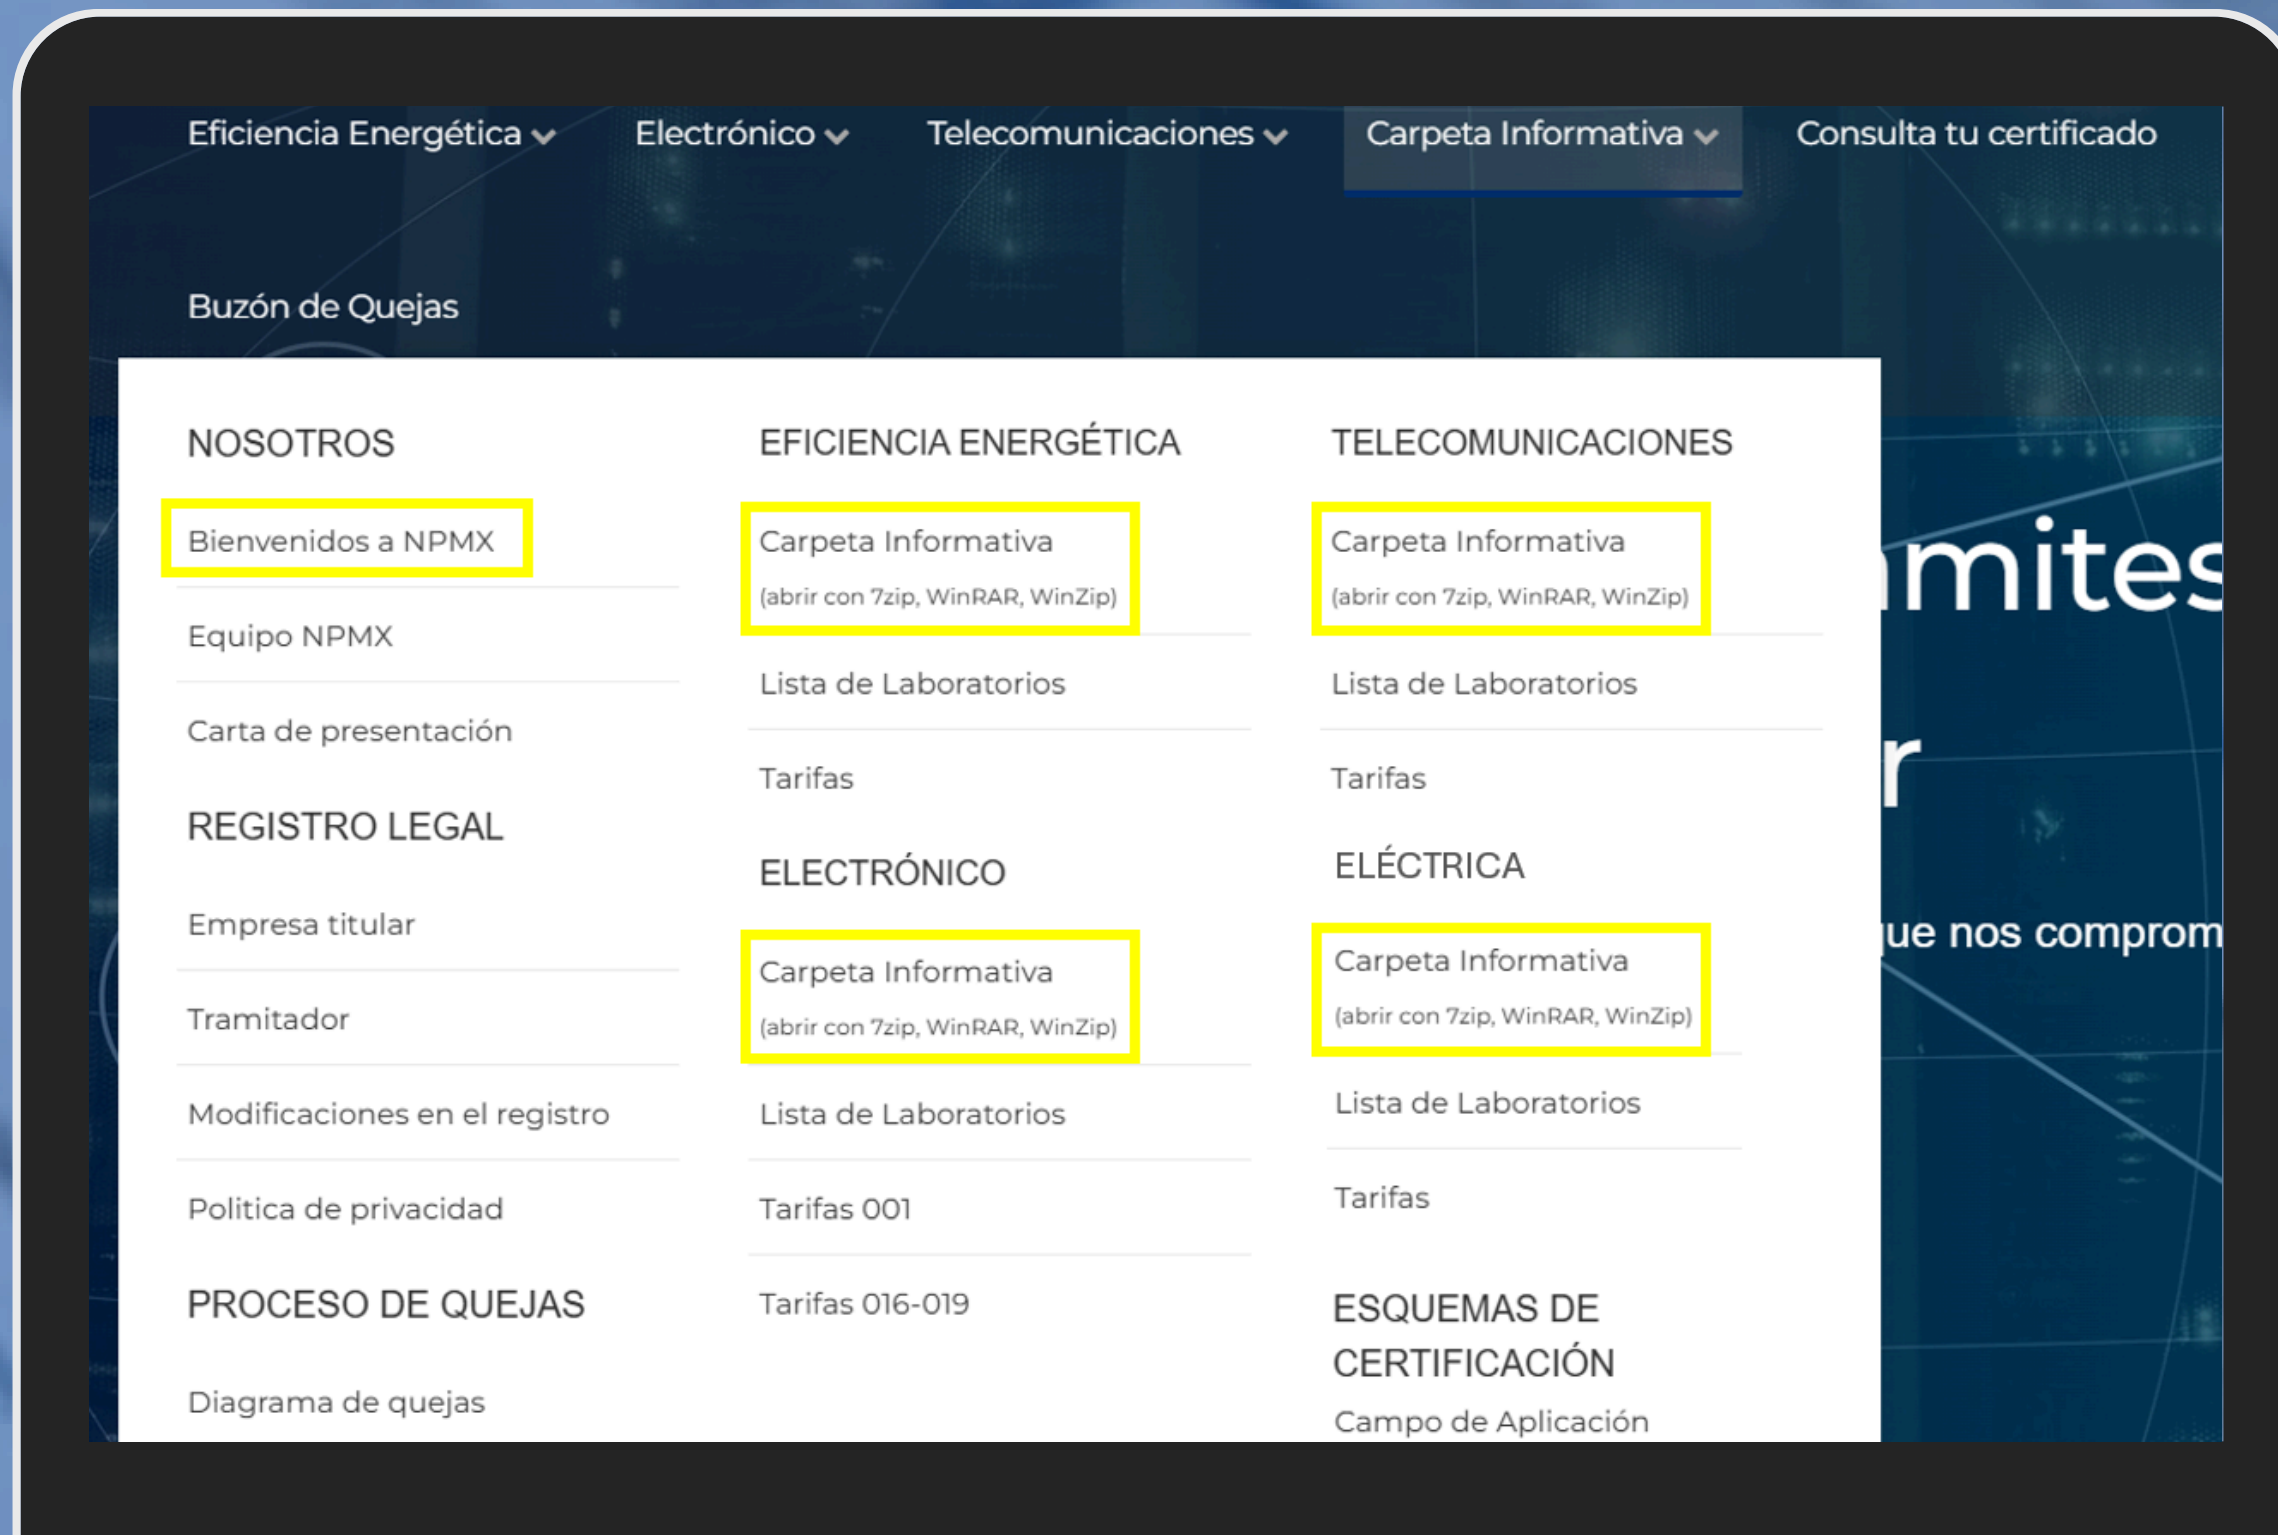 Eficiencia Energética
Electrónico
Telecomunicaciones
Carpeta Informativa
Consulta tu certificado
Buzón de Quejas
NOSOTROS
Bienvenidos a NPMX
Equipo NPMX
Carta de presentación
REGISTRO LEGAL
Empresa titular
Tramitador
Modificaciones en el registro
Politica de privacidad
PROCESO DE QUEJAS
Diagrama de quejas
EFICIENCIA ENERGÉTICA
Carpeta Informativa
(abrir con 7zip, WinRAR, WinZip)
Lista de Laboratorios
Tarifas
ELECTRÓNICO
Carpeta Informativa
(abrir con 7zip, WinRAR, WinZip)
Lista de Laboratorios
Tarifas 001
Tarifas 016-019
TELECOMUNICACIONES
Carpeta Informativa
(abrir con 7zip, WinRAR, WinZip)
Lista de Laboratorios
Tarifas
ELÉCTRICA
Carpeta Informativa
(abrir con 7zip, WinRAR, WinZip)
Lista de Laboratorios
Tarifas
ESQUEMAS DE
CERTIFICACIÓN
Campo de Aplicación
mites
r
ue nos comprom